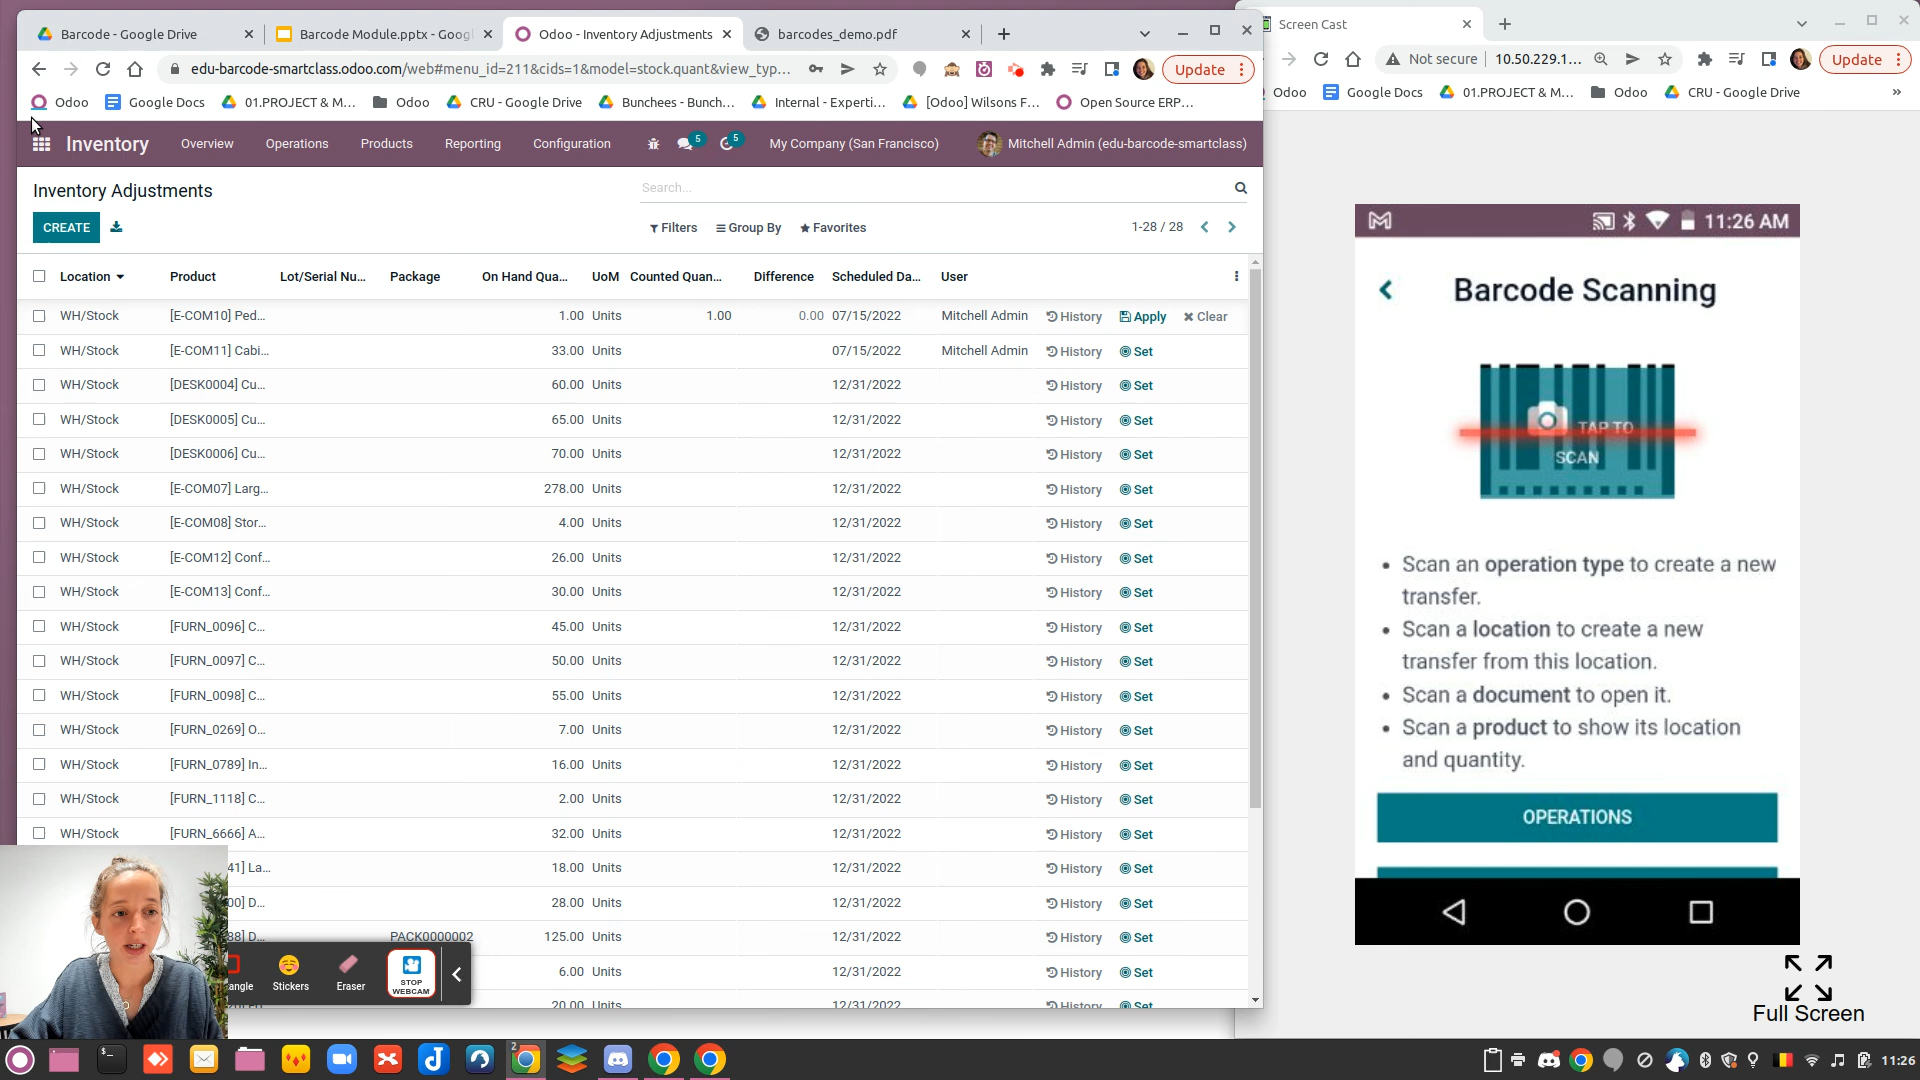 Barcode - Google Drive
Barcode Module.pptx - Goog
Odoo - Inventory Adjustments
barcodes_demo.pdf
edu-barcode-smartclass.odoo.com/web#menu_id=211&cids=1&model=stock.quant&view_typ...
Update
Odoo
Google Docs
01.PROJECT & M...
Odoo
CRU - Google Drive
Bunchees - Bunch...
Internal - Experti...
[Odoo] Wilsons F...
Open Source ERP...
Inventory
Overview
Operations
Products
Reporting
Configuration
5
5
My Company (San Francisco)
Mitchell Admin (edu-barcode-smartclass)
Inventory Adjustments
Search...
CREATE
Filters
Group By
Favorites
1-28 / 28
Location Product Lot/Serial Nu... Package On Hand Qua... UoM Counted Quan... Difference Scheduled Da... User
WH/Stock [E-COM10] Ped... 1.00 Units 1.00 0.00 07/15/2022 Mitchell Admin History Apply Clear
WH/Stock [E-COM11] Cabi... 33.00 Units 07/15/2022 Mitchell Admin History Set
WH/Stock [DESK0004] Cu... 60.00 Units 12/31/2022 History Set
WH/Stock [DESK0005] Cu... 65.00 Units 12/31/2022 History Set
WH/Stock [DESK0006] Cu... 70.00 Units 12/31/2022 History Set
WH/Stock [E-COM07] Larg... 278.00 Units 12/31/2022 History Set
WH/Stock [E-COM08] Stor... 4.00 Units 12/31/2022 History Set
WH/Stock [E-COM12] Conf... 26.00 Units 12/31/2022 History Set
WH/Stock [E-COM13] Conf... 30.00 Units 12/31/2022 History Set
WH/Stock [FURN_0096] C... 45.00 Units 12/31/2022 History Set
WH/Stock [FURN_0097] C... 50.00 Units 12/31/2022 History Set
WH/Stock [FURN_0098] C... 55.00 Units 12/31/2022 History Set
WH/Stock [FURN_0269] O... 7.00 Units 12/31/2022 History Set
WH/Stock [FURN_0789] In... 16.00 Units 12/31/2022 History Set
WH/Stock [FURN_1118] C... 2.00 Units 12/31/2022 History Set
WH/Stock [FURN_6666] A... 32.00 Units 12/31/2022 History Set
41] La... 18.00 Units 12/31/2022 History Set
00] D... 28.00 Units 12/31/2022 History Set
88] D... PACK0000002 125.00 Units 12/31/2022 History Set
6.00 Units 12/31/2022 History Set
20.00 Units 12/31/2022 History Set
angle
Stickers
Eraser
STOP
WEBCAM
Screen Cast
Not secure
10.50.229.1...
Update
Odoo
Google Docs
01.PROJECT & M...
Odoo
CRU - Google Drive
»
11:26 AM
Barcode Scanning
TAP TO
SCAN
• Scan an operation type to create a new
transfer.
• Scan a location to create a new
transfer from this location.
• Scan a document to open it.
• Scan a product to show its location
and quantity.
OPERATIONS
Full Screen
2
11:26